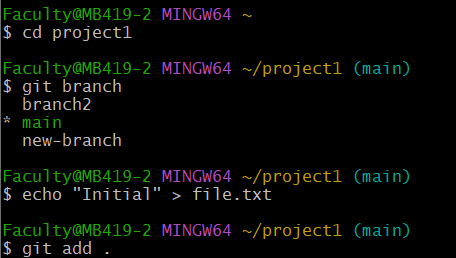 Faculty@MB419-2 MINGW64 ~
$ cd project1
Faculty@MB419-2 MINGW64 ~/project1 (main)
$ git branch
  branch2
* main
  new-branch
Faculty@MB419-2 MINGW64 ~/project1 (main)
$ echo "Initial" > file.txt
Faculty@MB419-2 MINGW64 ~/project1 (main)
$ git add .